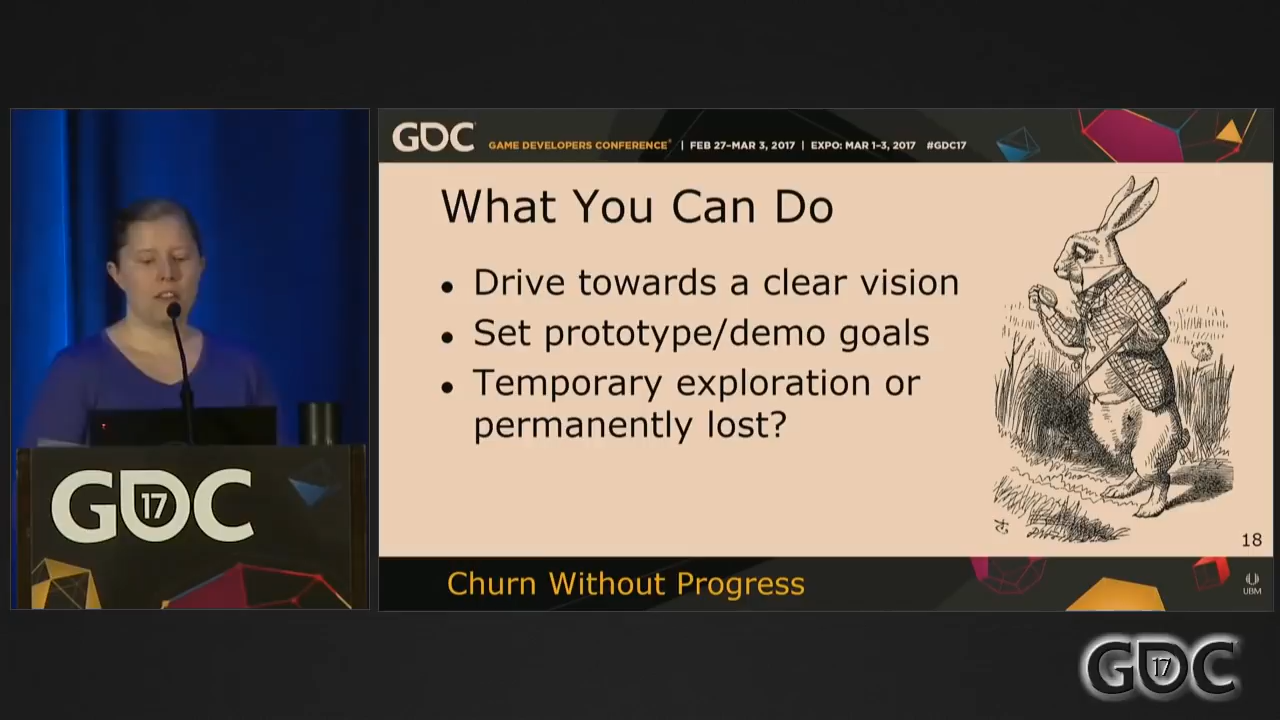 GDC
GAME DEVELOPERS CONFERENCE® | FEB 27-MAR 3, 2017 | EXPO: MAR 1-3, 2017 #GDC17
What You Can Do
• Drive towards a clear vision
• Set prototype/demo goals
• Temporary exploration or
permanently lost?
18
Churn Without Progress
UBM
GDC
17
GDC
17